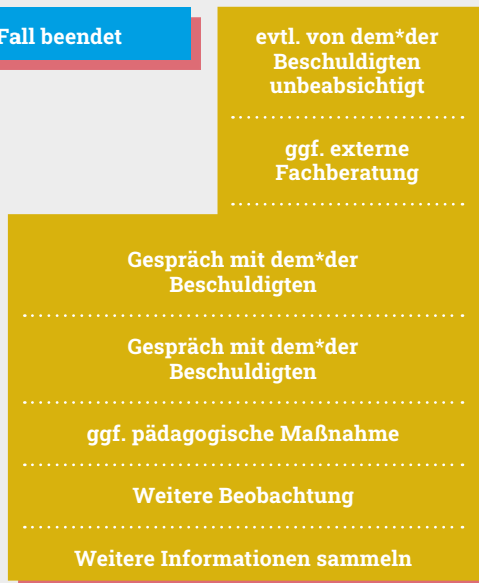 Fall beendet
evtl. von dem*der
Beschuldigten
unbeabsichtigt
ggf. externe
Fachberatung
Gespräch mit dem*der
Beschuldigten
Gespräch mit dem*der
Beschuldigten
ggf. pädagogische Maßnahme
Weitere Beobachtung
Weitere Informationen sammeln